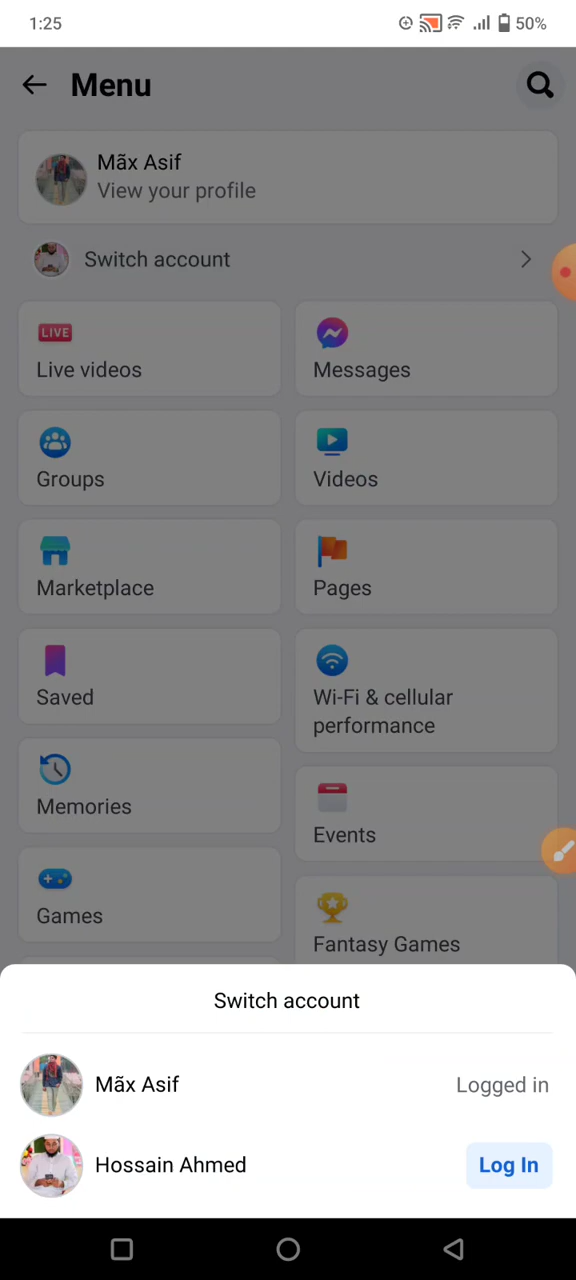 1:25
50%
Menu
Mãx Asif
View your profile
Switch account
LIVE
Live videos
Messages
Groups
Videos
Marketplace
Pages
Saved
Wi-Fi & cellular
performance
Memories
Events
Games
Fantasy Games
Switch account
Mãx Asif
Logged in
Hossain Ahmed
Log In